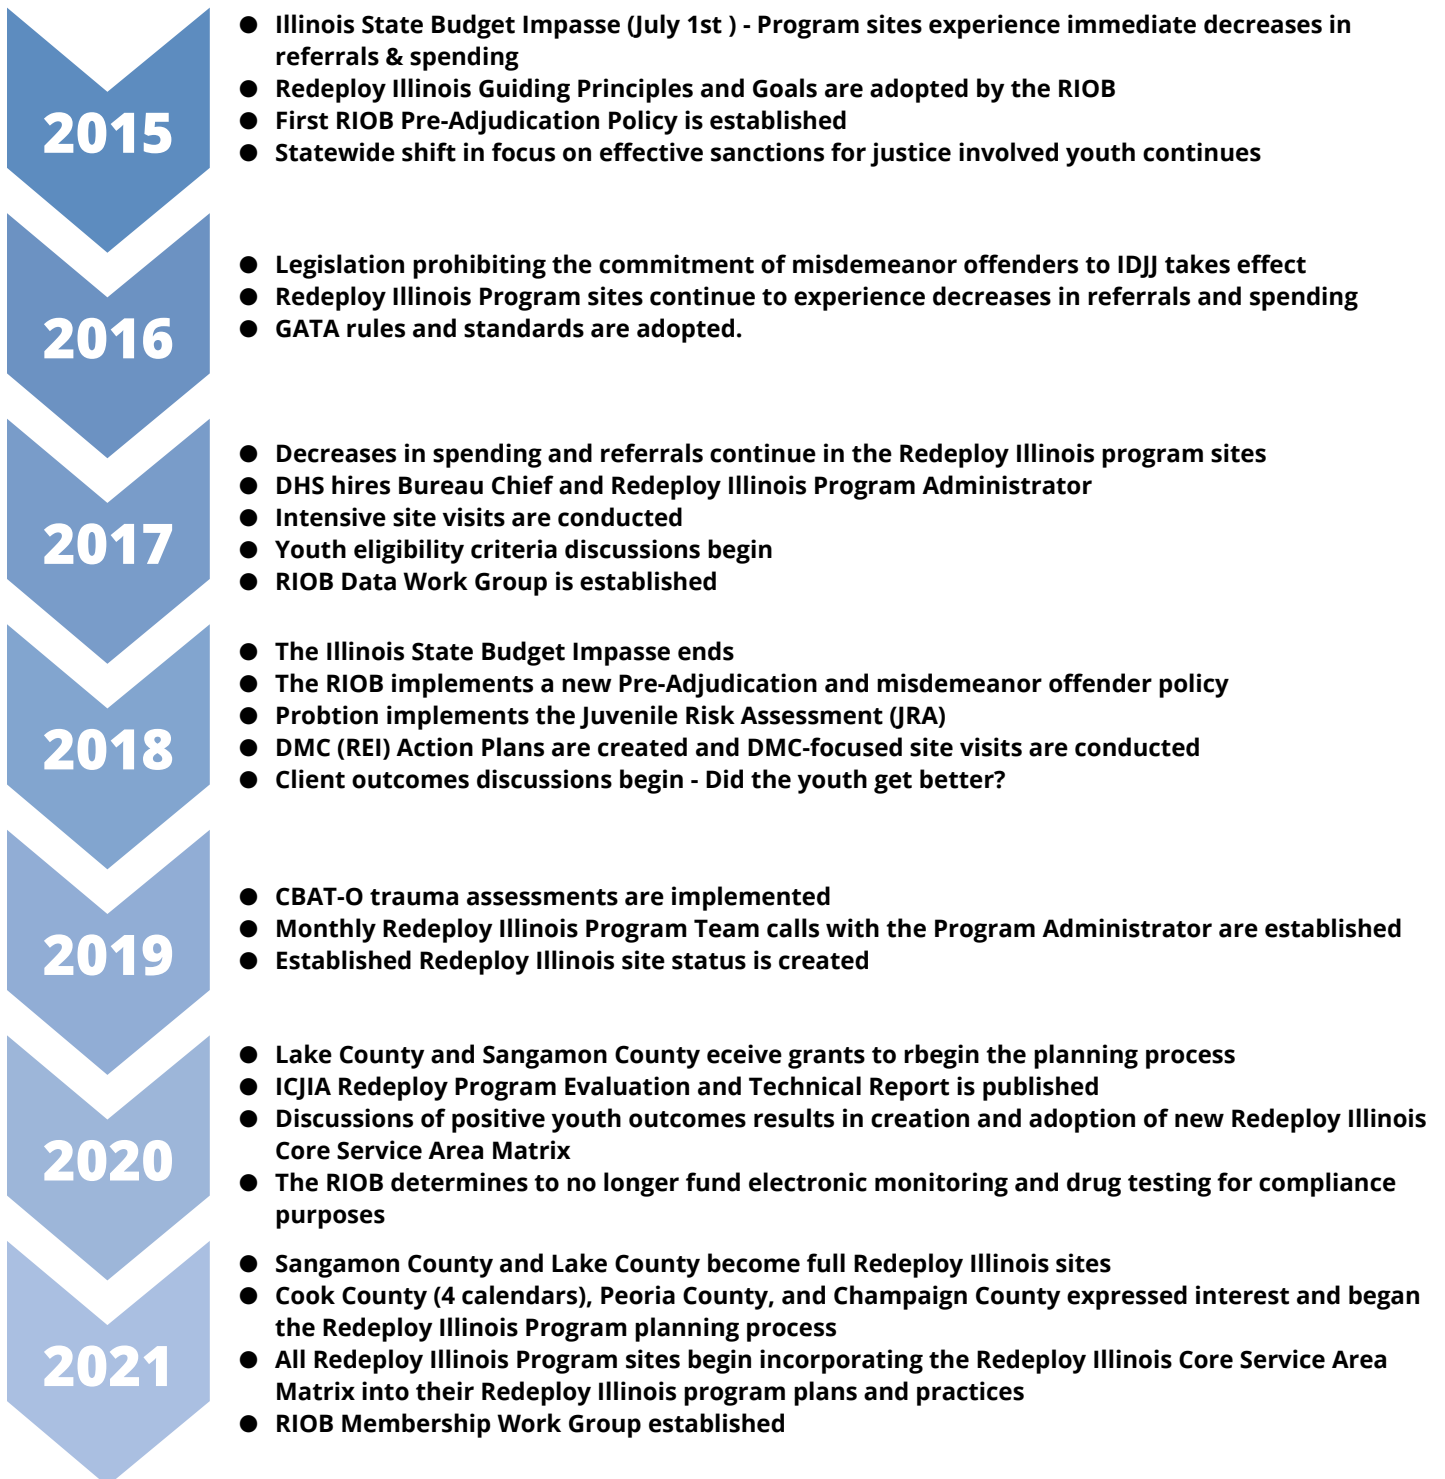 ● Illinois State Budget Impasse (July 1st ) - Program sites experience immediate decreases in
referrals & spending
● Redeploy Illinois Guiding Principles and Goals are adopted by the RIOB
2015
● First RIOB Pre-Adjudication Policy is established
● Statewide shift in focus on effective sanctions for justice involved youth continues
● Legislation prohibiting the commitment of misdemeanor offenders to IDJJ takes effect
● Redeploy Illinois Program sites continue to experience decreases in referrals and spending
2016
● GATA rules and standards are adopted.
● Decreases in spending and referrals continue in the Redeploy Illinois program sites
● DHS hires Bureau Chief and Redeploy Illinois Program Administrator
● Intensive site visits are conducted
2017
● Youth eligibility criteria discussions begin
● RIOB Data Work Group is established
● The Illinois State Budget Impasse ends
● The RIOB implements a new Pre-Adjudication and misdemeanor offender policy
● Probtion implements the Juvenile Risk Assessment (JRA)
2018
● DMC (REI) Action Plans are created and DMC-focused site visits are conducted
● Client outcomes discussions begin - Did the youth get better?
● CBAT-O trauma assessments are implemented
● Monthly Redeploy Illinois Program Team calls with the Program Administrator are established
2019
● Established Redeploy Illinois site status is created
● Lake County and Sangamon County eceive grants to rbegin the planning process
● ICJIA Redeploy Program Evaluation and Technical Report is published
● Discussions of positive youth outcomes results in creation and adoption of new Redeploy Illinois
Core Service Area Matrix
2020
● The RIOB determines to no longer fund electronic monitoring and drug testing for compliance
purposes
● Sangamon County and Lake County become full Redeploy Illinois sites
● Cook County (4 calendars), Peoria County, and Champaign County expressed interest and began
the Redeploy Illinois Program planning process
2021
● All Redeploy Illinois Program sites begin incorporating the Redeploy Illinois Core Service Area
Matrix into their Redeploy Illinois program plans and practices
● RIOB Membership Work Group established